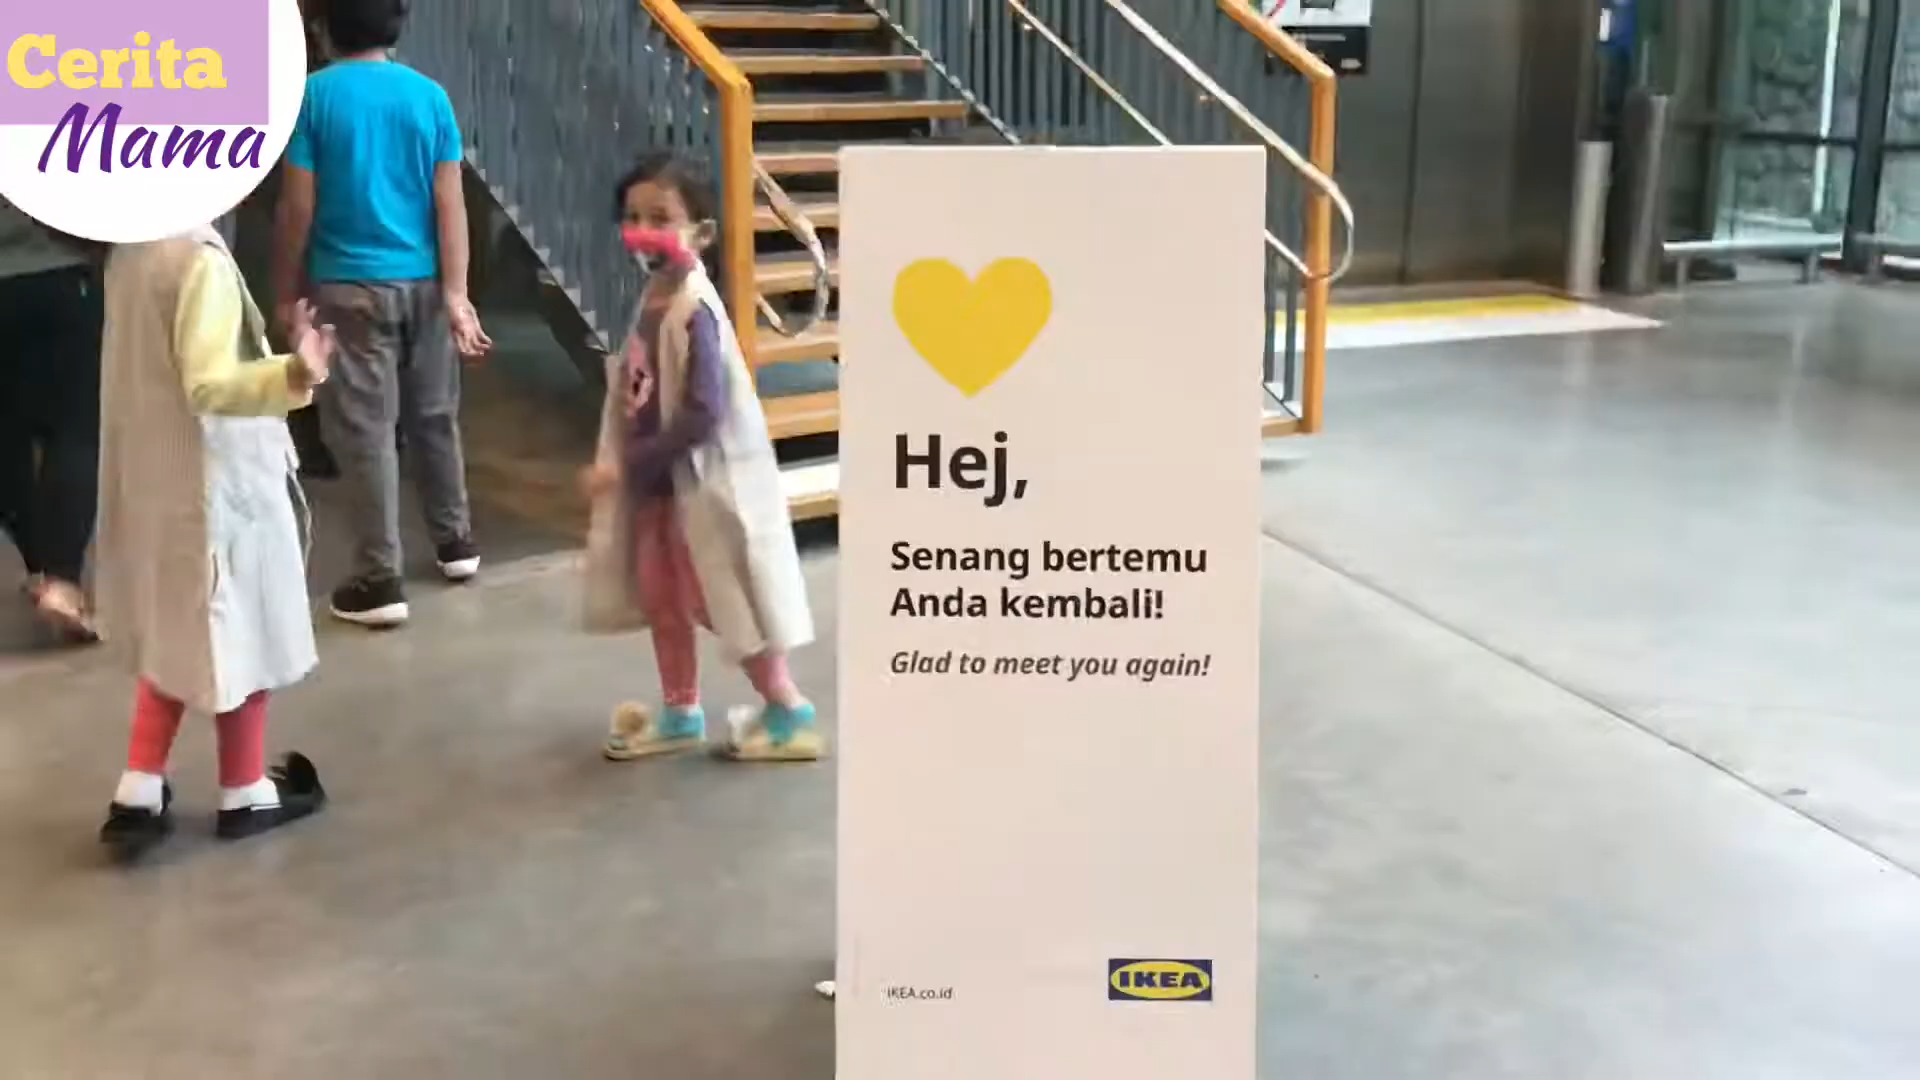 Cerita
Mama
Hej,
Senang bertemu
Anda kembali!
Glad to meet you again!
IKEA.co.id
IKEA